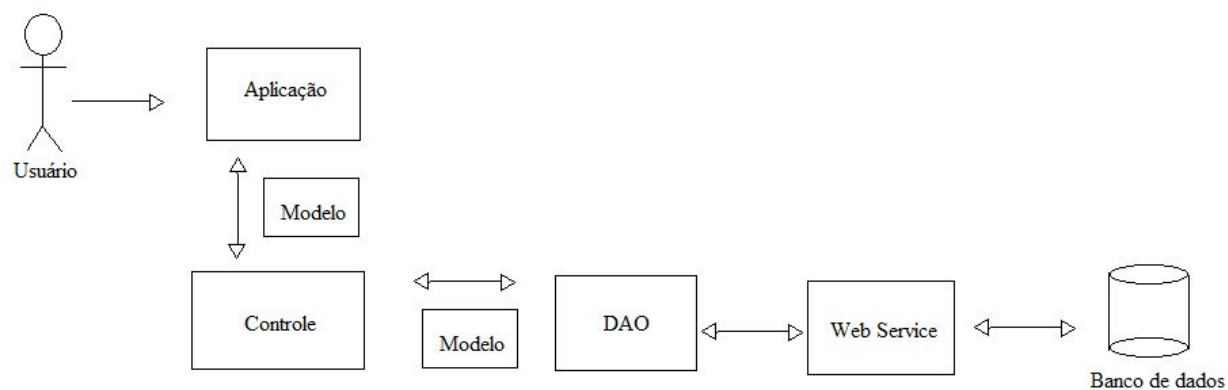 Aplicação
Usuário
Modelo
Controle
Modelo
DAO
Web Service
Banco de dados